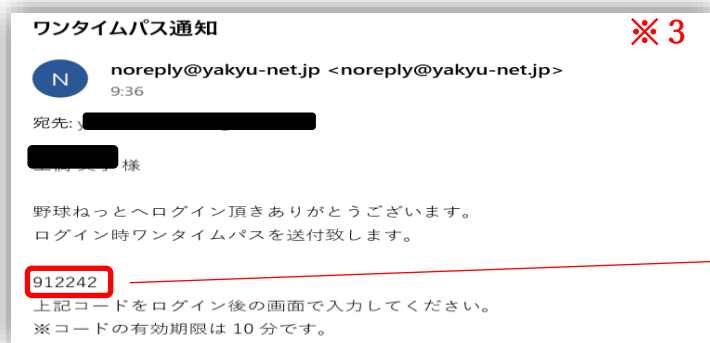 ワンタイムパス通知
※3
N
noreply@yakyu-net.jp <noreply@yakyu-net.jp>
9:36
宛先:
様
野球ねっとへログイン頂きありがとうございます。
ログイン時ワンタイムパスを送付致します。
912242
上記コードをログイン後の画面で入力してください。
※コードの有効期限は 10 分です。